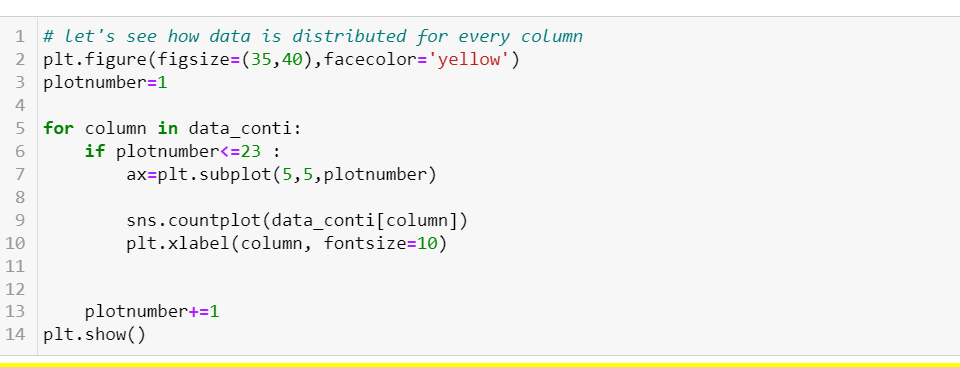 1 # let's see how data is distributed for every column
2 plt.figure(figsize=(35,40),facecolor='yellow')
3 plotnumber=1
4
5 for column in data_conti:
6     if plotnumber<=23 :
7         ax=plt.subplot(5,5,plotnumber)
8
9         sns.countplot(data_conti[column])
10         plt.xlabel(column, fontsize=10)
11
12
13     plotnumber+=1
14 plt.show()